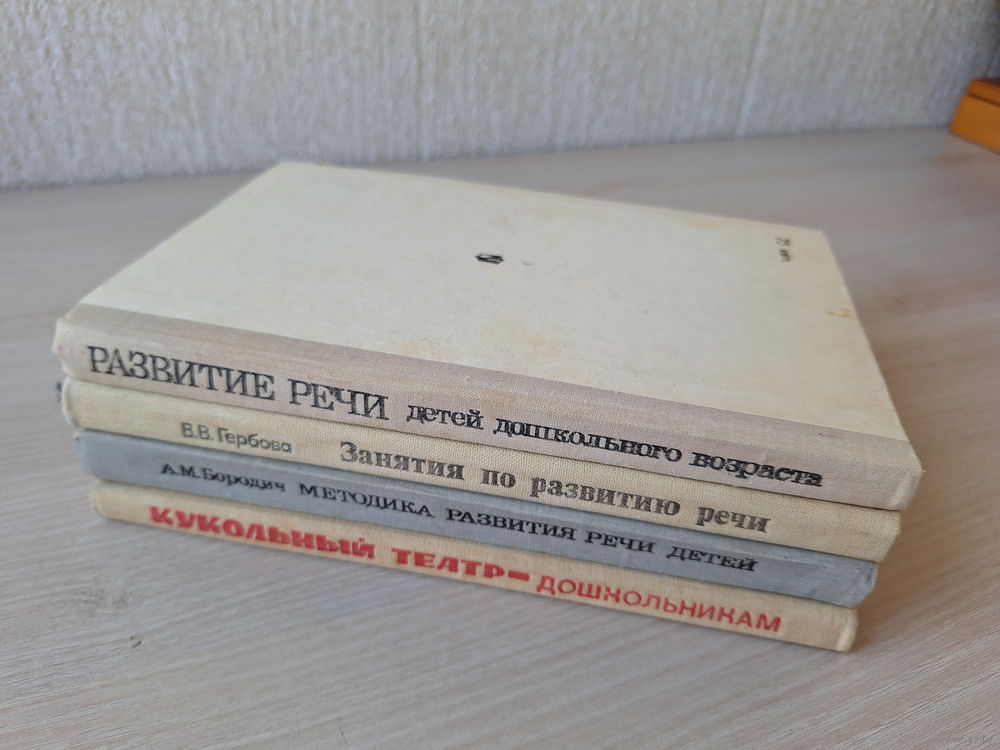 РАЗВИТИЕ РЕЧИ детей дошкольного возраста
В.В.Гербова Занятия по развитию речи
А.М.Бородич МЕТОДИКА РАЗВИТИЯ РЕЧИ ДЕТЕЙ
КУКОЛЬНЫЙ ТЕАТР–ДОШКОЛЬНИКАМ